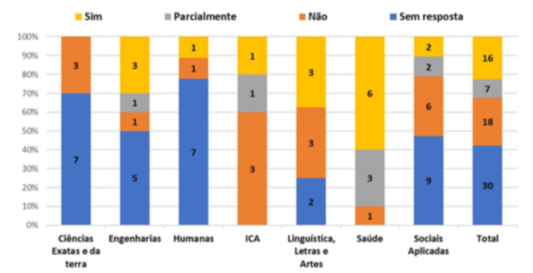 Sim Parcialmente Não Sem resposta
100%
90%
80%
70%
60%
50%
40%
30%
20%
10%
0%
3
7
3
1
1
5
1
1
7
1
1
3
3
3
2
6
3
1
2
2
6
9
16
7
18
30
Ciências
Exatas e da
terra
Engenharias
Humanas
ICA
Linguística,
Letras e
Artes
Saúde
Sociais
Aplicadas
Total